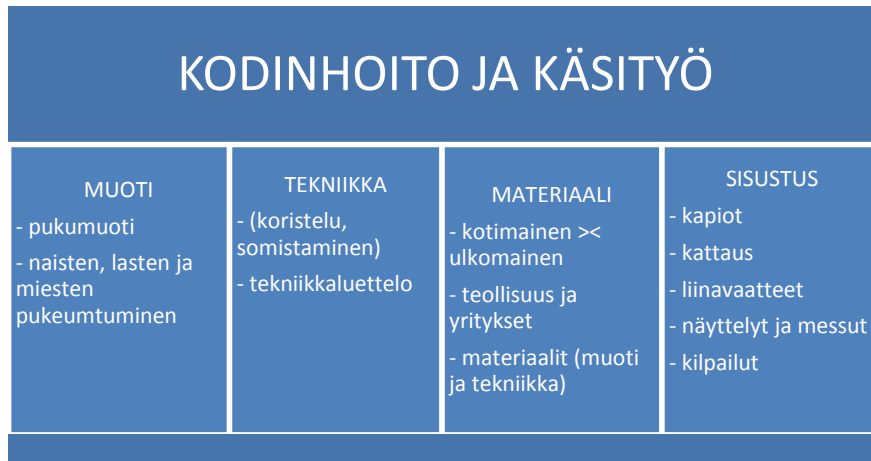 KODINHOITO JA KÄSITYÖ
MUOTI
- pukumuoti
- naisten, lasten ja
miesten
pukeumtuminen
TEKNIIKKA
- (koristelu,
somistaminen)
- tekniikkaluettelo
MATERIAALI
- kotimainen ><
ulkomainen
- teollisuus ja
yritykset
- materiaalit (muoti
ja tekniikka)
SISUSTUS
- kapiot
- kattaus
- liinavaatteet
- näyttelyt ja messut
- kilpailut